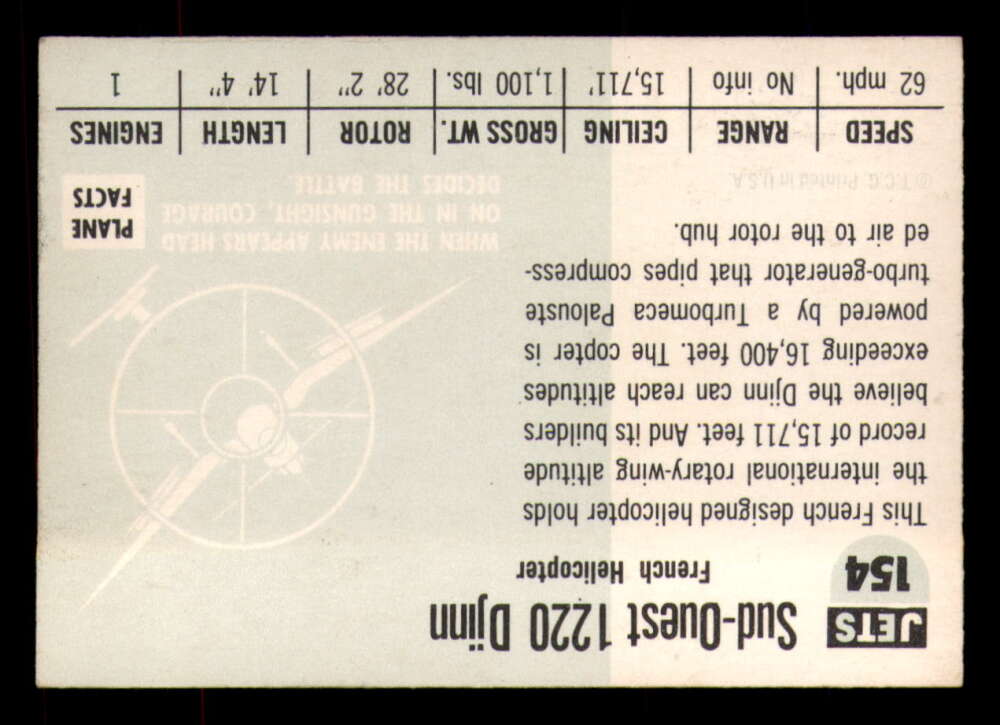 JETS
154
Sud-Ouest 1220 Djinn
French Helicopter
This French designed helicopter holds
the international rotary-wing altitude
record of 15,711 feet. And its builders
believe the Djinn can reach altitudes
exceeding 16,400 feet. The copter is
powered by a Turbomeca Palouste
turbo-generator that pipes compress-
ed air to the rotor hub.
© T.C.G. Printed in U.S.A.
WHEN THE ENEMY APPEARS HEAD
ON IN THE GUNSIGHT, COURAGE
DECIDES THE BATTLE.
PLANE
FACTS
SPEED RANGE CEILING GROSS WT. ROTOR LENGTH ENGINES
62 mph. No info 15,711' 1,100 lbs. 28' 2" 14' 4" 1